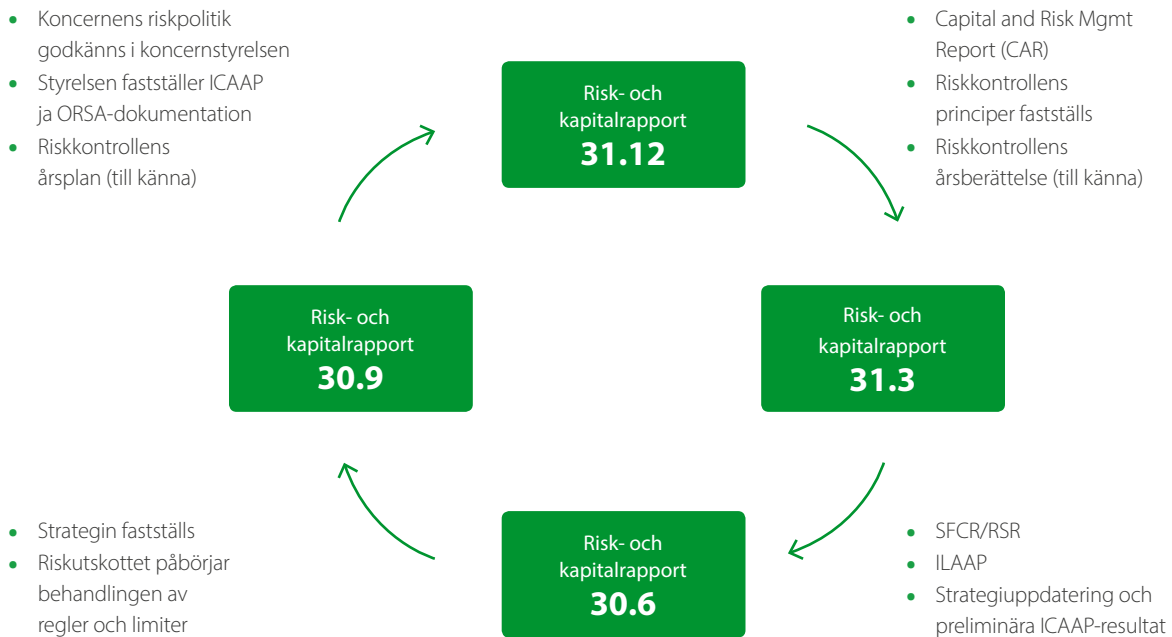 Koncernens riskpolitik
godkänns i koncernstyrelsen
Styrelsen fastställer ICAAP
ja ORSA-dokumentation
Riskkontrollens
årsplan (till känna)
Risk- och
kapitalrapport
31.12
Capital and Risk Mgmt
Report (CAR)
Riskkontrollens
principer fastställs
Riskkontrollens
årsberättelse (till känna)
Risk- och
kapitalrapport
30.9
Risk- och
kapitalrapport
31.3
Strategin fastställs
Riskutskottet påbörjar
behandlingen av
regler och limiter
Risk- och
kapitalrapport
30.6
SFCR/RSR
ILAAP
Strategiuppdatering och
preliminära ICAAP-resultat